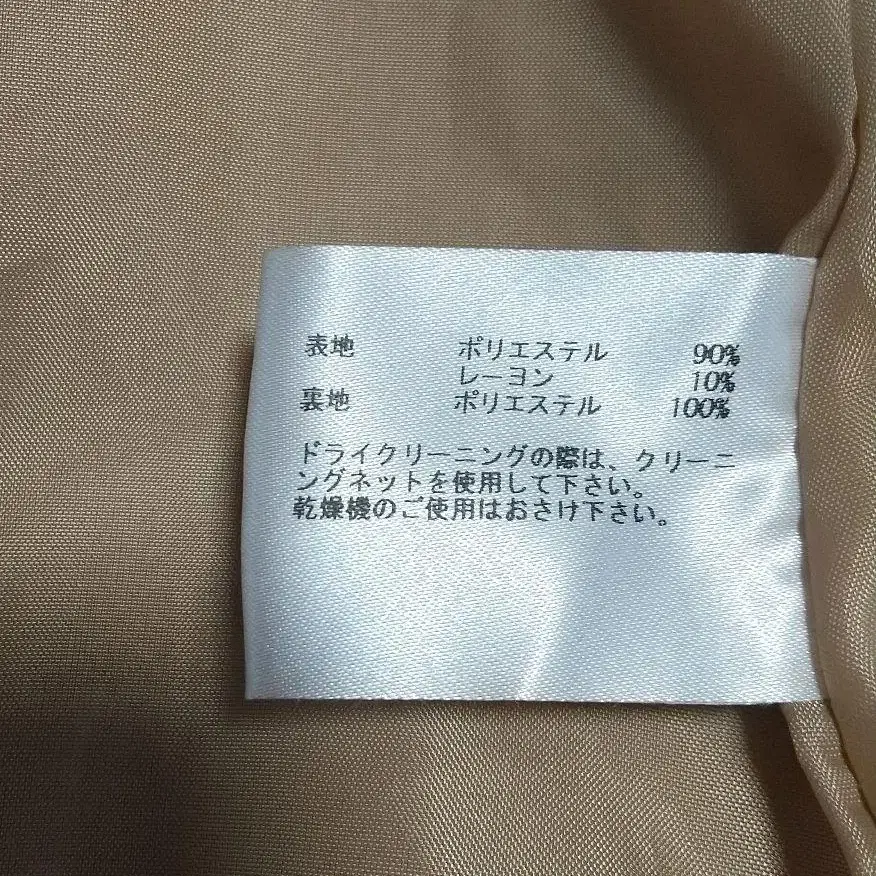 表地 ポリエステル 90%
レーヨン 10%
裏地 ポリエステル 100%
ドライクリーニングの際は、クリーニ
ングネットを使用して下さい。
乾燥機のご使用はおさけ下さい。